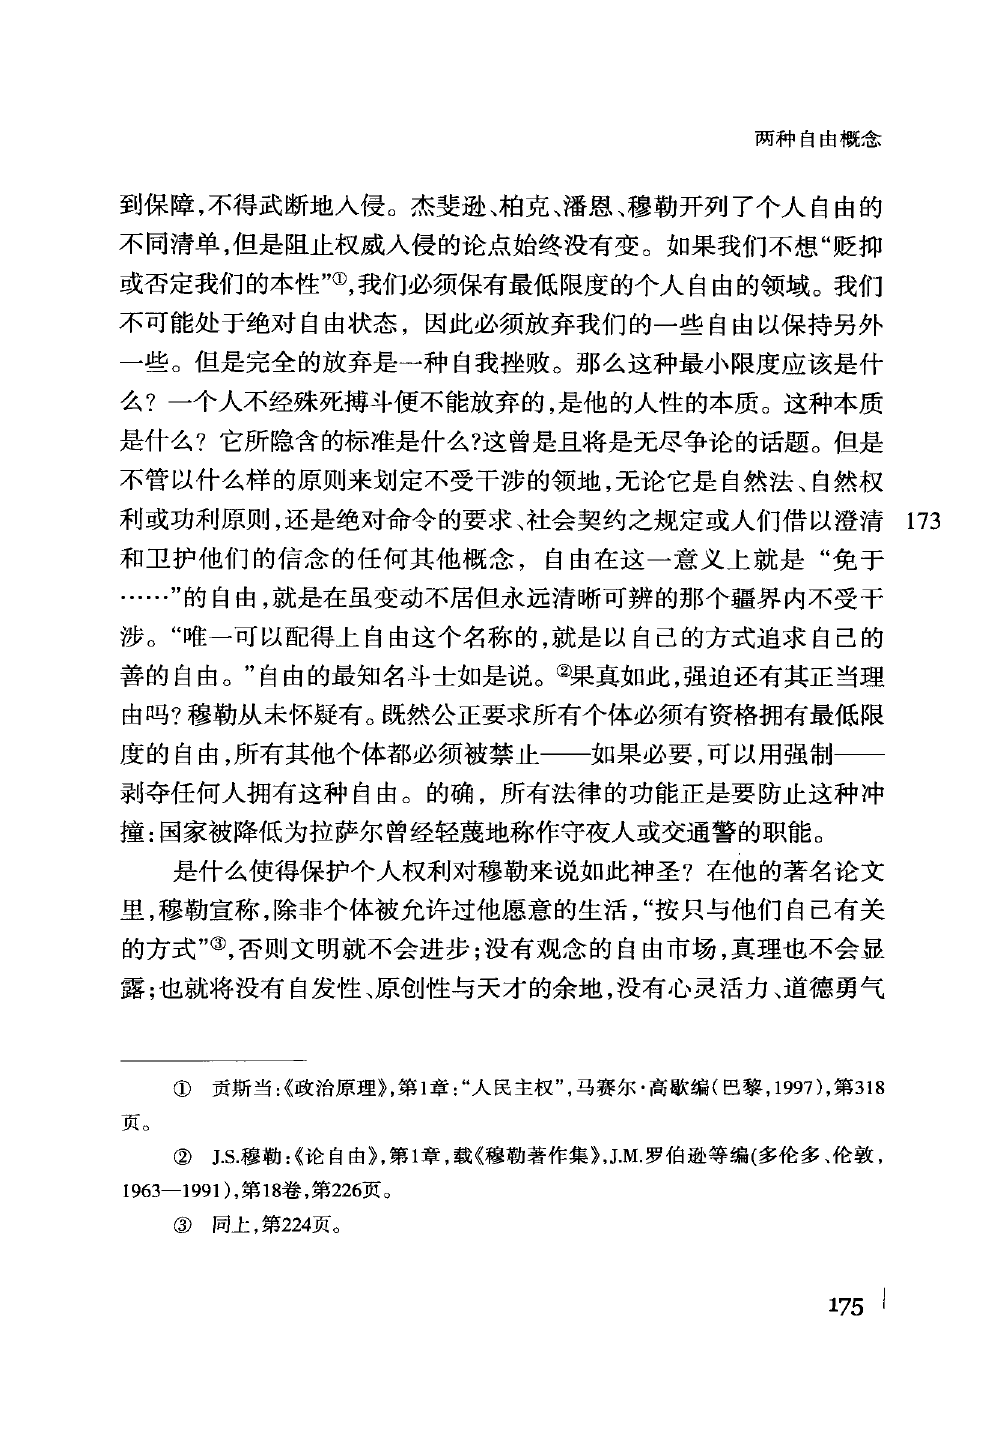 两种自由概念
到保障,不得武断地入侵。杰斐逊、柏克、潘恩、穆勒开列了个人自由的
不同清单,但是阻止权威入侵的论点始终没有变。如果我们不想“贬抑
或否定我们的本性”①,我们必须保有最低限度的个人自由的领域。我们
不可能处于绝对自由状态，因此必须放弃我们的一些自由以保持另外
一些。但是完全的放弃是一种自我挫败。那么这种最小限度应该是什
么？一个人不经殊死搏斗便不能放弃的,是他的人性的本质。这种本质
是什么？它所隐含的标准是什么?这曾是且将是无尽争论的话题。但是
不管以什么样的原则来划定不受干涉的领地,无论它是自然法、自然权
利或功利原则,还是绝对命令的要求、社会契约之规定或人们借以澄清 173
和卫护他们的信念的任何其他概念，自由在这一意义上就是“免于
……”的自由,就是在虽变动不居但永远清晰可辨的那个疆界内不受干
涉。“唯一可以配得上自由这个名称的,就是以自己的方式追求自己的
善的自由。”自由的最知名斗士如是说。②果真如此,强迫还有其正当理
由吗?穆勒从未怀疑有。既然公正要求所有个体必须有资格拥有最低限
度的自由,所有其他个体都必须被禁止——如果必要,可以用强制——
剥夺任何人拥有这种自由。的确，所有法律的功能正是要防止这种冲
撞:国家被降低为拉萨尔曾经轻蔑地称作守夜人或交通警的职能。
是什么使得保护个人权利对穆勒来说如此神圣？在他的著名论文
里,穆勒宣称,除非个体被允许过他愿意的生活,“按只与他们自己有关
的方式”③,否则文明就不会进步;没有观念的自由市场,真理也不会显
露;也就将没有自发性、原创性与天才的余地,没有心灵活力、道德勇气
① 贡斯当:《政治原理》,第1章:“人民主权”,马赛尔·高歇编(巴黎,1997),第318
页。
② J.S.穆勒:《论自由》,第1章,载《穆勒著作集》,J.M.罗伯逊等编(多伦多、伦敦,
1963—1991),第18卷,第226页。
③ 同上,第224页。
175